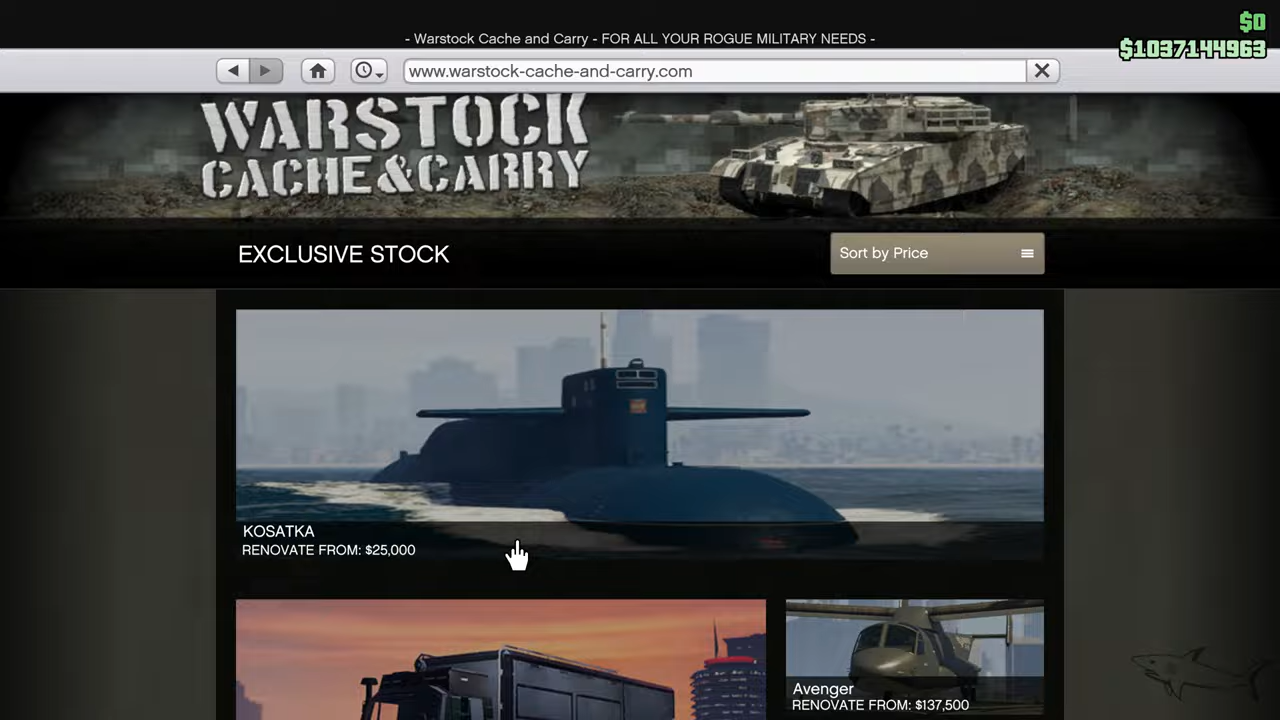 - Warstock Cache and Carry - FOR ALL YOUR ROGUE MILITARY NEEDS -
$0
$1037144963
www.warstock-cache-and-carry.com
WARSTOCK
CACHE&CARRY
EXCLUSIVE STOCK
Sort by Price
KOSATKA
RENOVATE FROM: $25,000
Avenger
RENOVATE FROM: $137,500